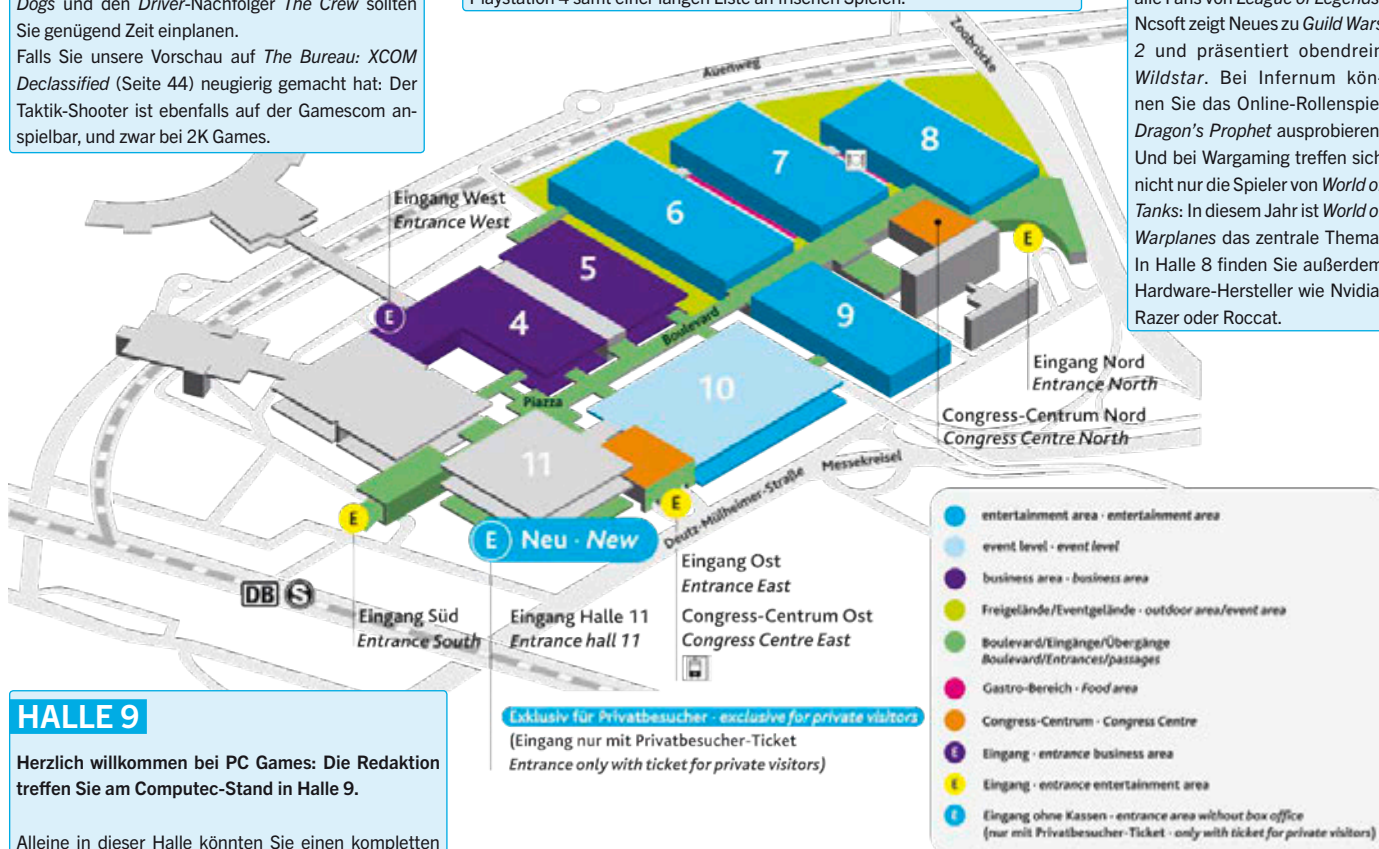 Dogs und den Driver-Nachfolger The Crew sollten
Sie genügend Zeit einplanen.
Falls Sie unsere Vorschau auf The Bureau: XCOM
Declassified (Seite 44) neugierig gemacht hat: Der
Taktik-Shooter ist ebenfalls auf der Gamescom an-
spielbar, und zwar bei 2K Games.
Playstation 4 samt einer langen Liste an frischen Spielen.
alle Fans von League of Legends
Ncsoft zeigt Neues zu Guild Wars
2 und präsentiert obendrein
Wildstar. Bei Infernum kön-
nen Sie das Online-Rollenspiel
Dragon's Prophet ausprobieren
Und bei Wargaming treffen sich
nicht nur die Spieler von World o
Tanks: In diesem Jahr ist World o
Warplanes das zentrale Thema
In Halle 8 finden Sie außerdem
Hardware-Hersteller wie Nvidia
Razer oder Roccat.
Zoobrücke
Auenweg
8
7
6
5
4
9
10
11
Eingang West
Entrance West
E
E
Boulevard
Piazza
Eingang Nord
Entrance North
Congress-Centrum Nord
Congress Centre North
Messekreisel
Deutz-Mülheimer-Straße
E
E
E Neu · New
DB S
Eingang Süd
Entrance South
Eingang Halle 11
Entrance hall 11
Eingang Ost
Entrance East
Congress-Centrum Ost
Congress Centre East
Exklusiv für Privatbesucher · exclusive for private visitors
(Eingang nur mit Privatbesucher-Ticket
Entrance only with ticket for private visitors)
entertainment area · entertainment area
event level · event level
business area · business area
Freigelände/Eventgelände · outdoor area/event area
Boulevard/Eingänge/Übergänge
Boulevard/Entrances/passages
Gastro-Bereich · Food area
Congress-Centrum · Congress Centre
E Eingang · entrance business area
E Eingang · entrance entertainment area
E Eingang ohne Kassen · entrance area without box office
(nur mit Privatbesucher-Ticket · only with ticket for private visitors)
HALLE 9
Herzlich willkommen bei PC Games: Die Redaktion
treffen Sie am Computec-Stand in Halle 9.
Alleine in dieser Halle könnten Sie einen kompletten